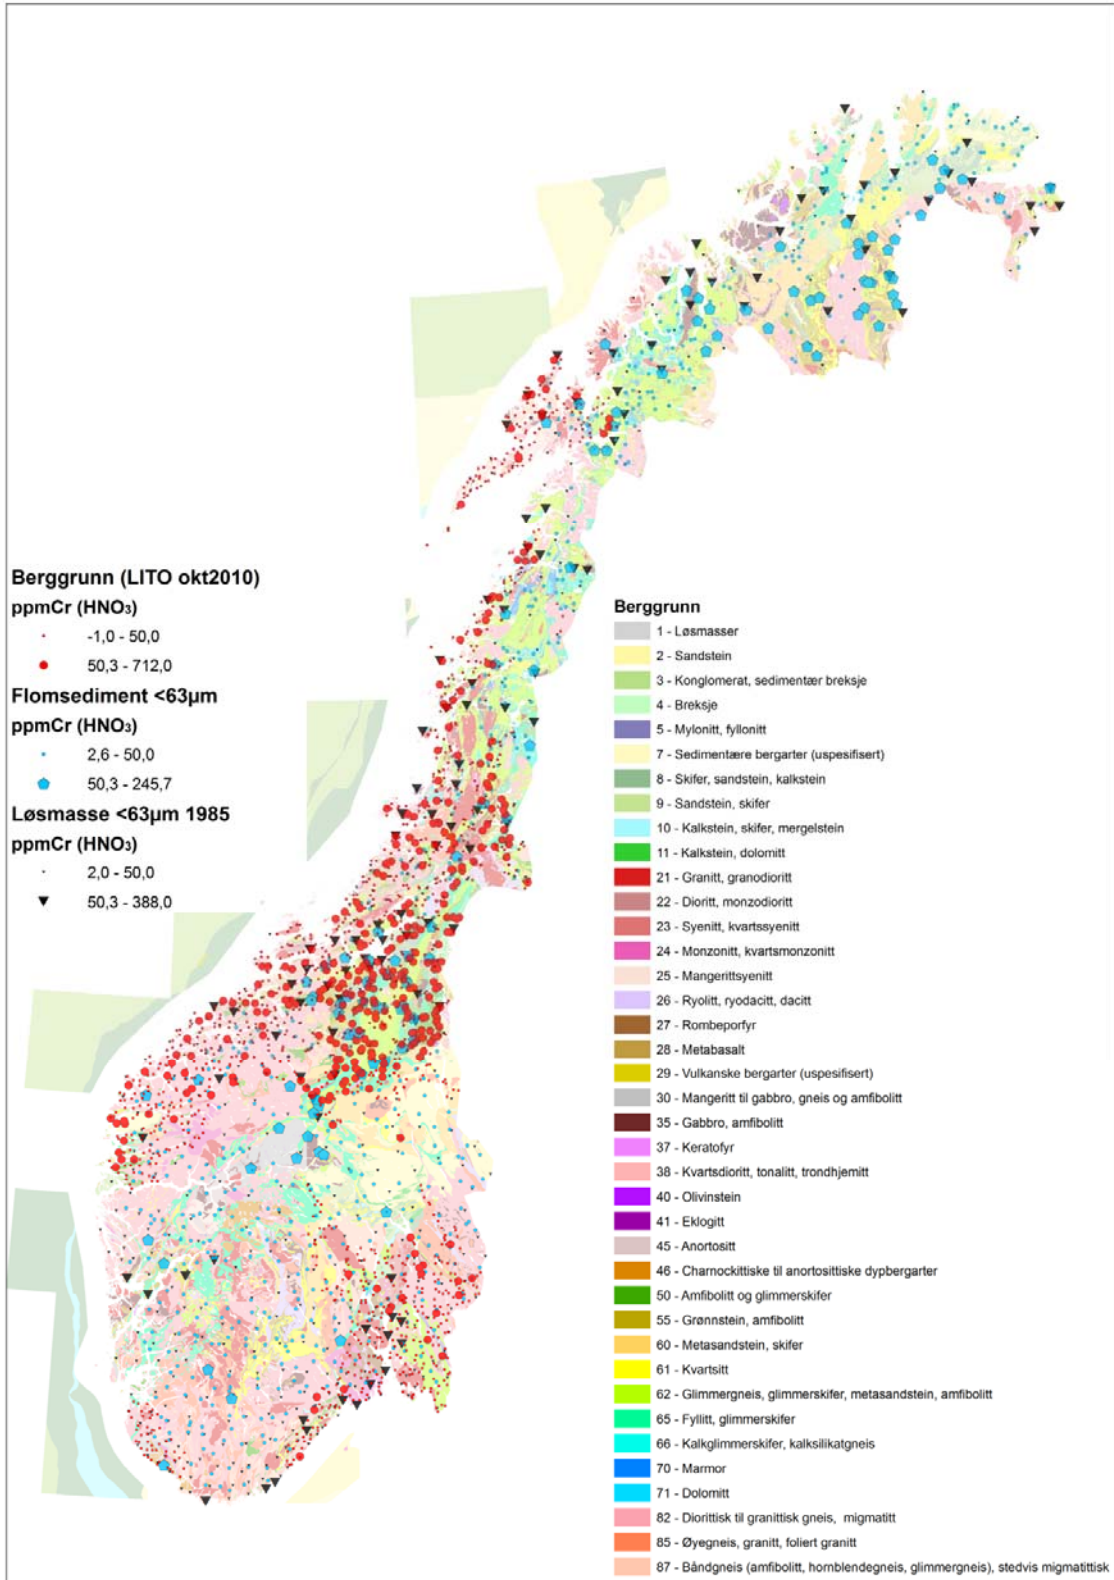 Berggrunn (LITO okt2010)
ppmCr (HNO₃)
-1,0 - 50,0
50,3 - 712,0
Flomsediment <63µm
ppmCr (HNO₃)
2,6 - 50,0
50,3 - 245,7
Løsmasse <63µm 1985
ppmCr (HNO₃)
2,0 - 50,0
50,3 - 388,0
Berggrunn
1 - Løsmasser
2 - Sandstein
3 - Konglomerat, sedimentær breksje
4 - Breksje
5 - Mylonitt, fyllonitt
7 - Sedimentære bergarter (uspesifisert)
8 - Skifer, sandstein, kalkstein
9 - Sandstein, skifer
10 - Kalkstein, skifer, mergelstein
11 - Kalkstein, dolomitt
21 - Granitt, granodioritt
22 - Dioritt, monzodioritt
23 - Syenitt, kvartssyenitt
24 - Monzonitt, kvartsmonzonitt
25 - Mangerittsyenitt
26 - Ryolitt, ryodacitt, dacitt
27 - Rombeporfyr
28 - Metabasalt
29 - Vulkanske bergarter (uspesifisert)
30 - Mangeritt til gabbro, gneis og amfibolitt
35 - Gabbro, amfibolitt
37 - Keratofyr
38 - Kvartsdioritt, tonalitt, trondhjemitt
40 - Olivinstein
41 - Eklogitt
45 - Anortositt
46 - Charnockittiske til anortosittiske dypbergarter
50 - Amfibolitt og glimmerskifer
55 - Grønnstein, amfibolitt
60 - Metasandstein, skifer
61 - Kvartsitt
62 - Glimmergneis, glimmerskifer, metasandstein, amfibolitt
65 - Fyllitt, glimmerskifer
66 - Kalkglimmerskifer, kalksilikatgneis
70 - Marmor
71 - Dolomitt
82 - Diorittisk til granittisk gneis, migmatitt
85 - Øyegneis, granitt, foliert granitt
87 - Båndgneis (amfibolitt, hornblendegneis, glimmergneis), stedvis migmatittisk